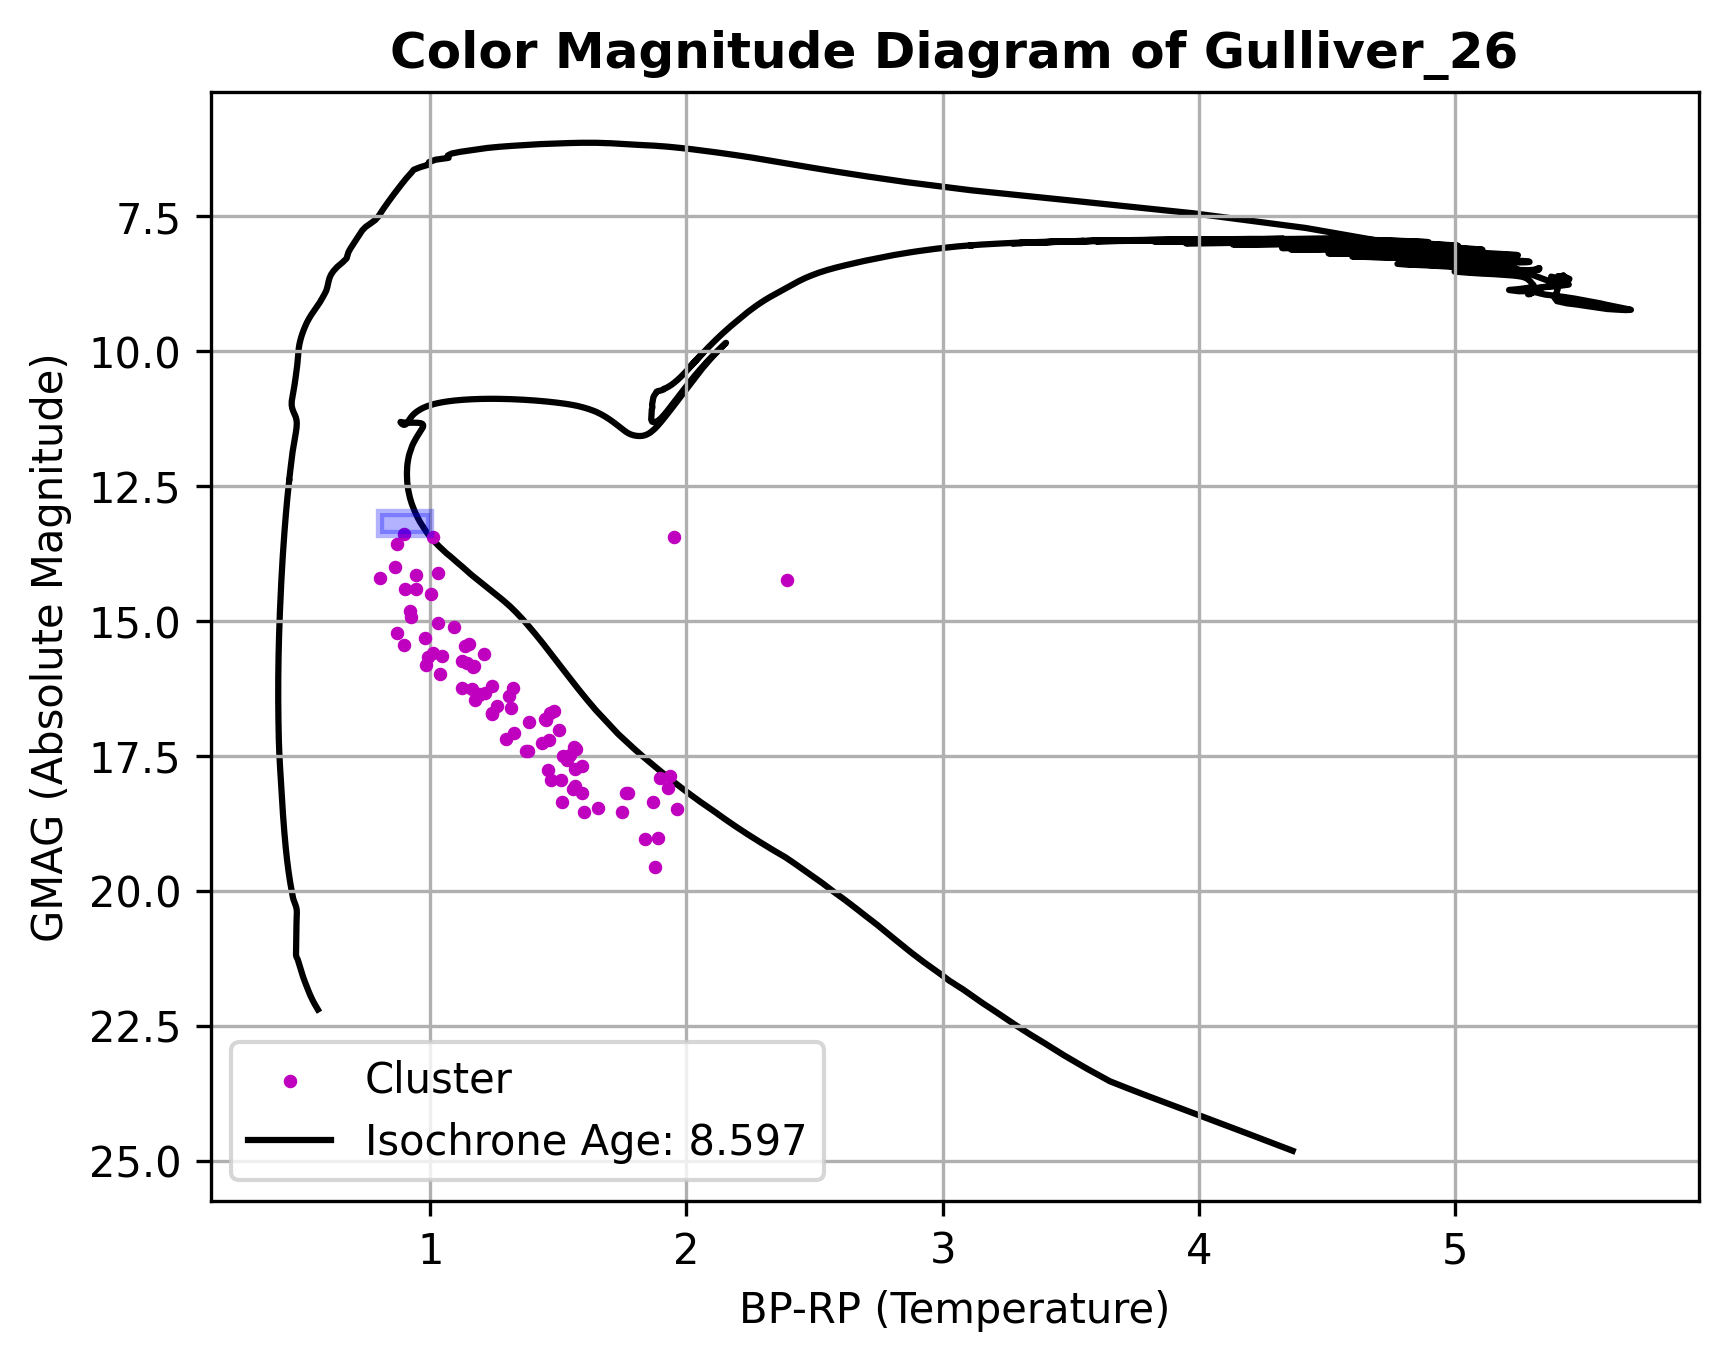 Color Magnitude Diagram of Gulliver_26
GMAG (Absolute Magnitude)
7.5
10.0
12.5
15.0
17.5
20.0
22.5
25.0
Cluster
Isochrone Age: 8.597
1
2
3
4
5
BP-RP (Temperature)